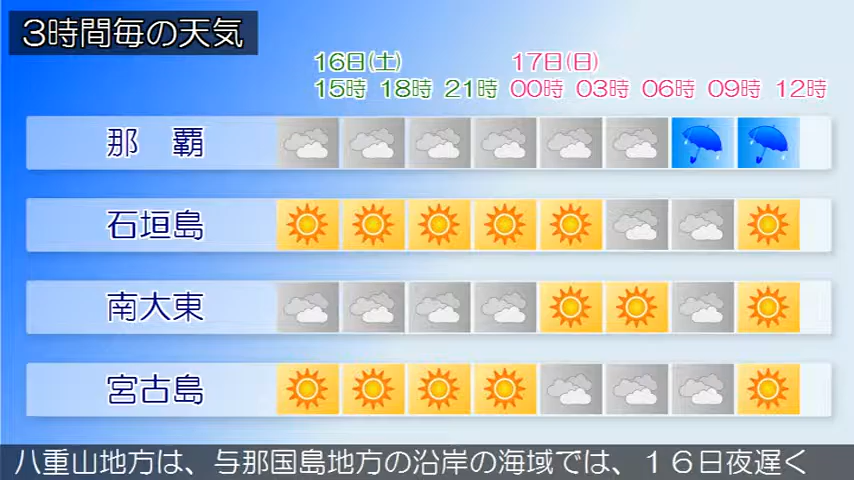 3時間毎の天気
16日(土) 17日(日)
15時 18時 21時 00時 03時 06時 09時 12時
那 覇
石垣島
南大東
宮古島
八重山地方は、与那国島地方の沿岸の海域では、16日夜遅く